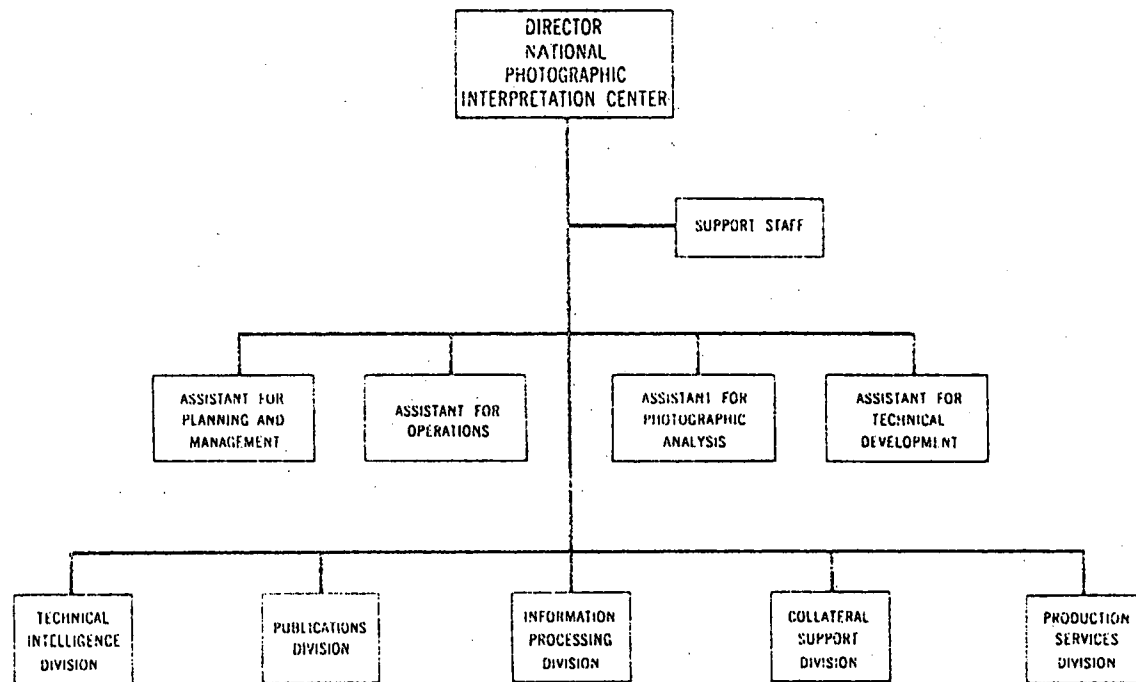 DIRECTOR
NATIONAL
PHOTOGRAPHIC
INTERPRETATION CENTER
SUPPORT STAFF
ASSISTANT FOR
PLANNING AND
MANAGEMENT
ASSISTANT FOR
OPERATIONS
ASSISTANT FOR
PHOTOGRAPHIC
ANALYSIS
ASSISTANT FOR
TECHNICAL
DEVELOPMENT
TECHNICAL
INTELLIGENCE
DIVISION
PUBLICATIONS
DIVISION
INFORMATION
PROCESSING
DIVISION
COLLATERAL
SUPPORT
DIVISION
PRODUCTION
SERVICES
DIVISION